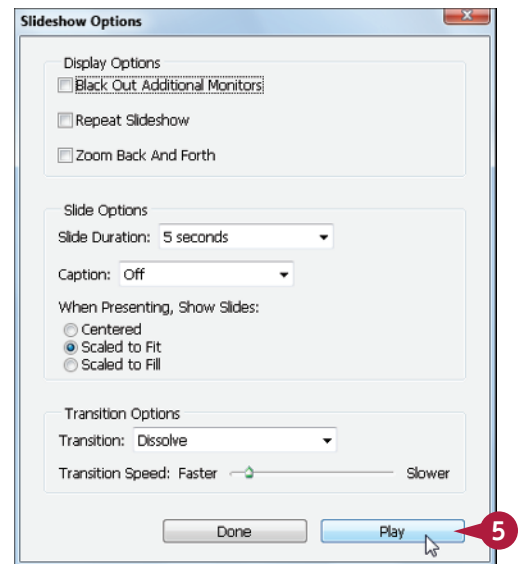 Slideshow Options
Display Options
Black Out Additional Monitors
Repeat Slideshow
Zoom Back And Forth
Slide Options
Slide Duration: 5 seconds
Caption: Off
When Presenting, Show Slides:
Centered
Scaled to Fit
Scaled to Fill
Transition Options
Transition: Dissolve
Transition Speed: Faster Slower
Done Play 5